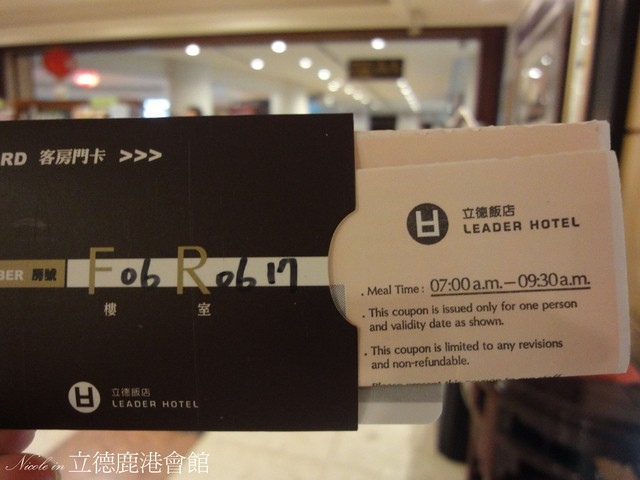 RD 客房門卡 >>>
BER 房號 F 06 R 0617
樓 室
立德飯店
LEADER HOTEL
立德飯店
LEADER HOTEL
. Meal Time : 07:00 a.m.－09:30 a.m.
. This coupon is issued only for one person
and validity date as shown.
. This coupon is limited to any revisions
and non-refundable.
Nicole in 立德鹿港會館